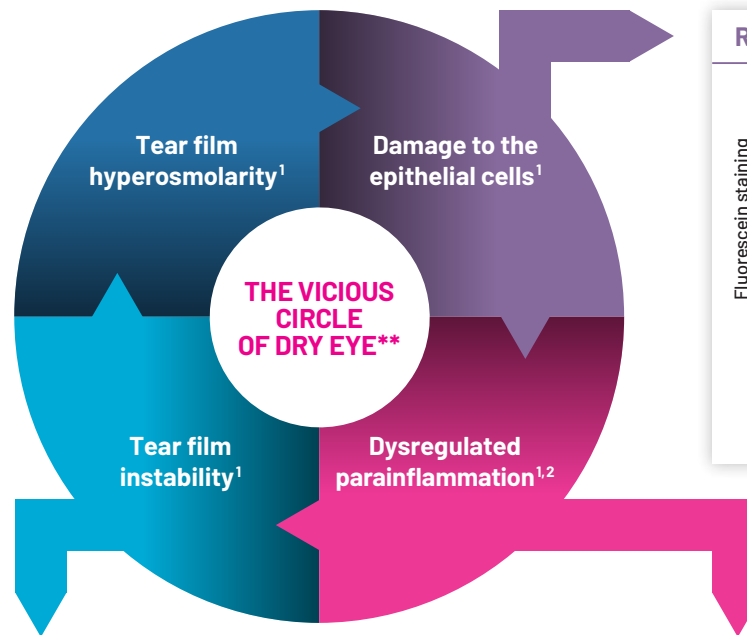 Tear film
hyperosmolarity¹
Damage to the
epithelial cells¹
THE VICIOUS
CIRCLE
OF DRY EYE**
Tear film
instability¹
Dysregulated
parainflammation¹,²
R
Fluorescein staining